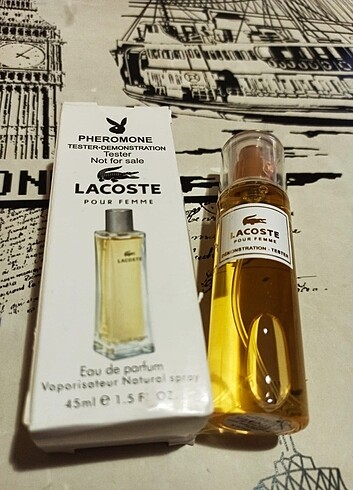 PHEROMONE
TESTER-DEMONSTRATION
Tester
Not for sale
LACOSTE
POUR FEMME
LACOSTE
Eau de parfum
Vaporisateur Natural spray
45ml e 1.5 F OZ
LACOSTE
POUR FEMME
DEMONSTRATION - TESTER
ON